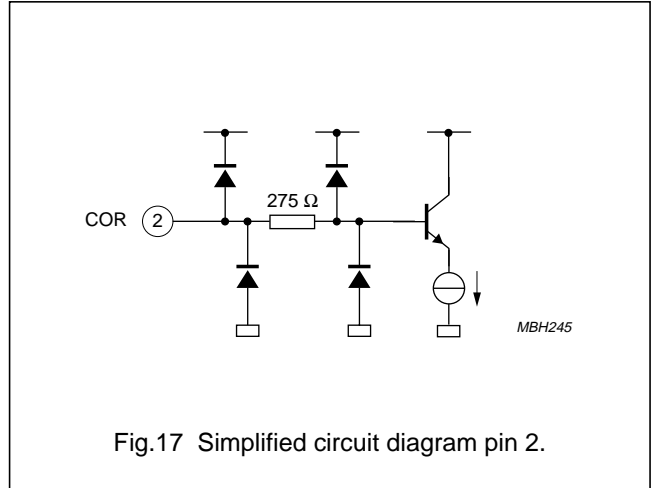 275 Ω
COR 2
MBH245
Fig.17 Simplified circuit diagram pin 2.